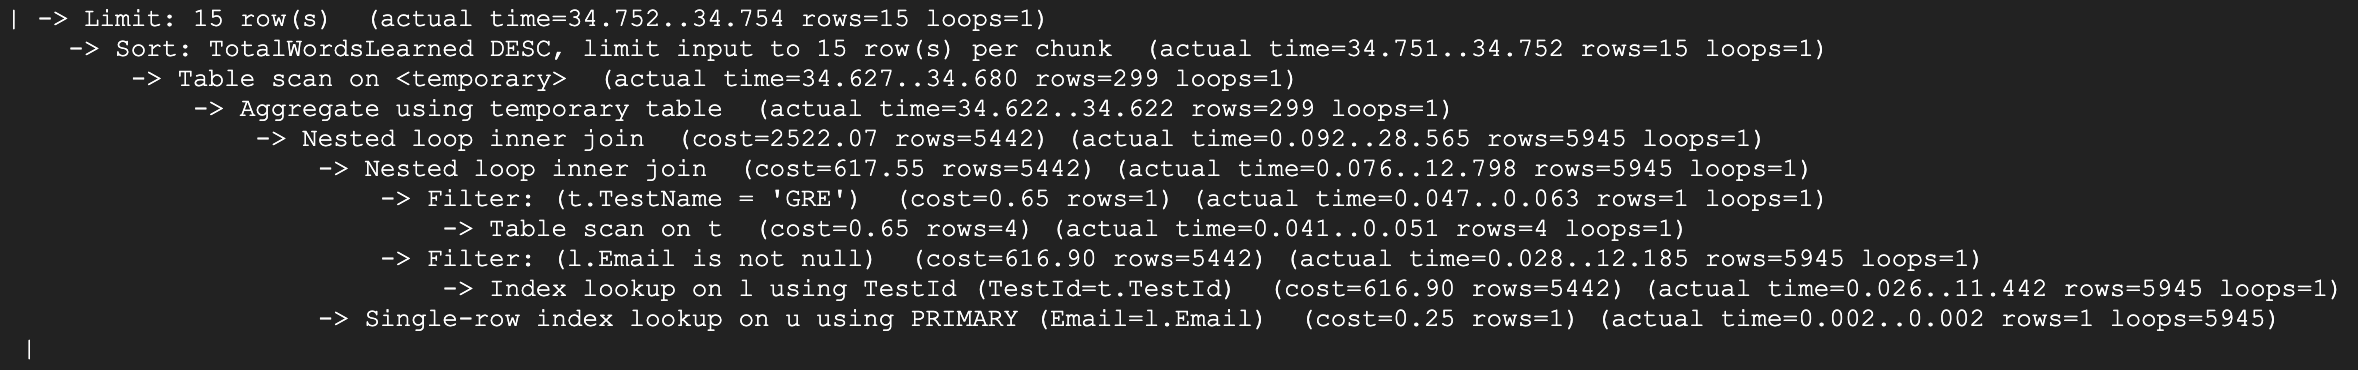 | -> Limit: 15 row(s)  (actual time=34.752..34.754 rows=15 loops=1)
    -> Sort: TotalWordsLearned DESC, limit input to 15 row(s) per chunk  (actual time=34.751..34.752 rows=15 loops=1)
        -> Table scan on <temporary>  (actual time=34.627..34.680 rows=299 loops=1)
            -> Aggregate using temporary table  (actual time=34.622..34.622 rows=299 loops=1)
                -> Nested loop inner join  (cost=2522.07 rows=5442) (actual time=0.092..28.565 rows=5945 loops=1)
                    -> Nested loop inner join  (cost=617.55 rows=5442) (actual time=0.076..12.798 rows=5945 loops=1)
                        -> Filter: (t.TestName = 'GRE')  (cost=0.65 rows=1) (actual time=0.047..0.063 rows=1 loops=1)
                            -> Table scan on t  (cost=0.65 rows=4) (actual time=0.041..0.051 rows=4 loops=1)
                        -> Filter: (l.Email is not null)  (cost=616.90 rows=5442) (actual time=0.028..12.185 rows=5945 loops=1)
                            -> Index lookup on l using TestId (TestId=t.TestId)  (cost=616.90 rows=5442) (actual time=0.026..11.442 rows=5945 loops=1)
                    -> Single-row index lookup on u using PRIMARY (Email=l.Email)  (cost=0.25 rows=1) (actual time=0.002..0.002 rows=1 loops=5945)
 |